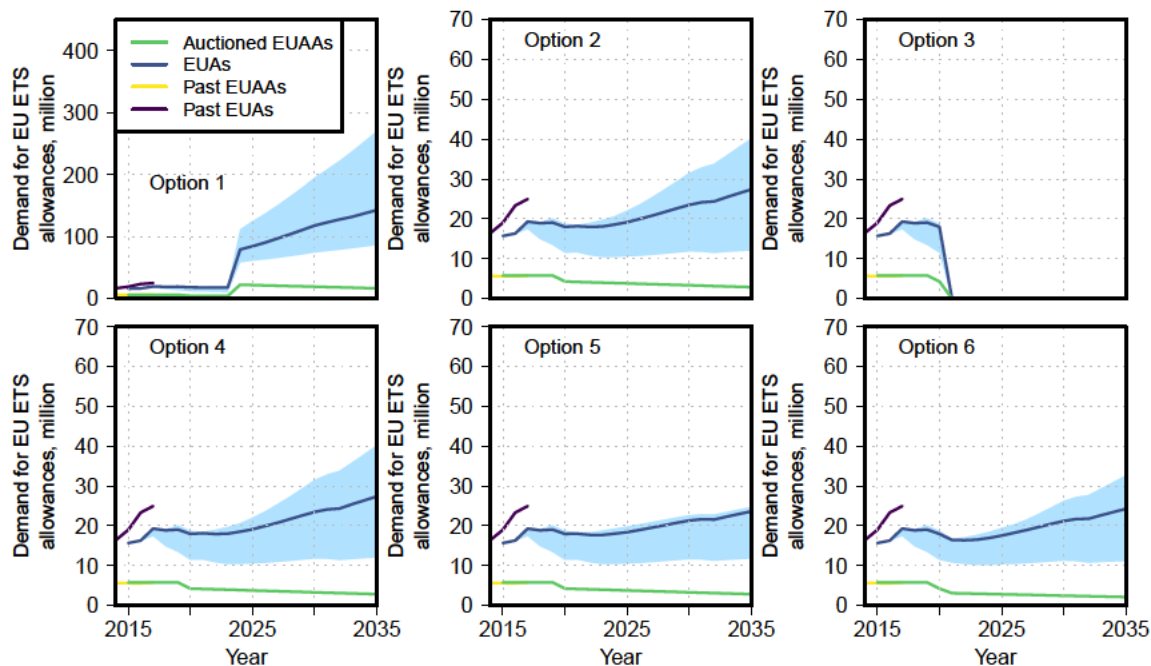 Demand for EU ETS
allowances, million
400
300
200
100
0
Auctioned EUAAs
EUAs
Past EUAAs
Past EUAs
Option 1
Demand for EU ETS
allowances, million
70
60
50
40
30
20
10
0
Option 2
Demand for EU ETS
allowances, million
70
60
50
40
30
20
10
0
Option 3
Demand for EU ETS
allowances, million
70
60
50
40
30
20
10
0
Option 4
2015
2025
2035
Year
Demand for EU ETS
allowances, million
70
60
50
40
30
20
10
0
Option 5
2015
2025
2035
Year
Demand for EU ETS
allowances, million
70
60
50
40
30
20
10
0
Option 6
2015
2025
2035
Year